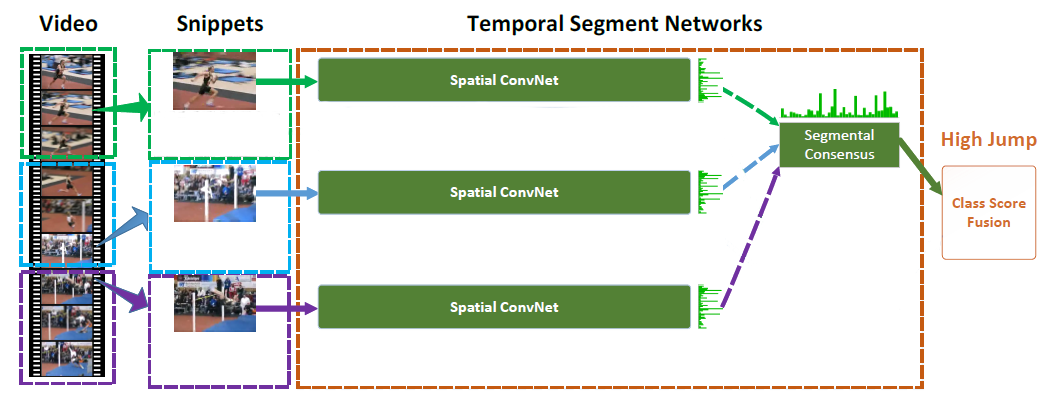 Video
Snippets
Temporal Segment Networks
Spatial ConvNet
Segmental
Consensus
High Jump
Spatial ConvNet
Class Score
Fusion
Spatial ConvNet